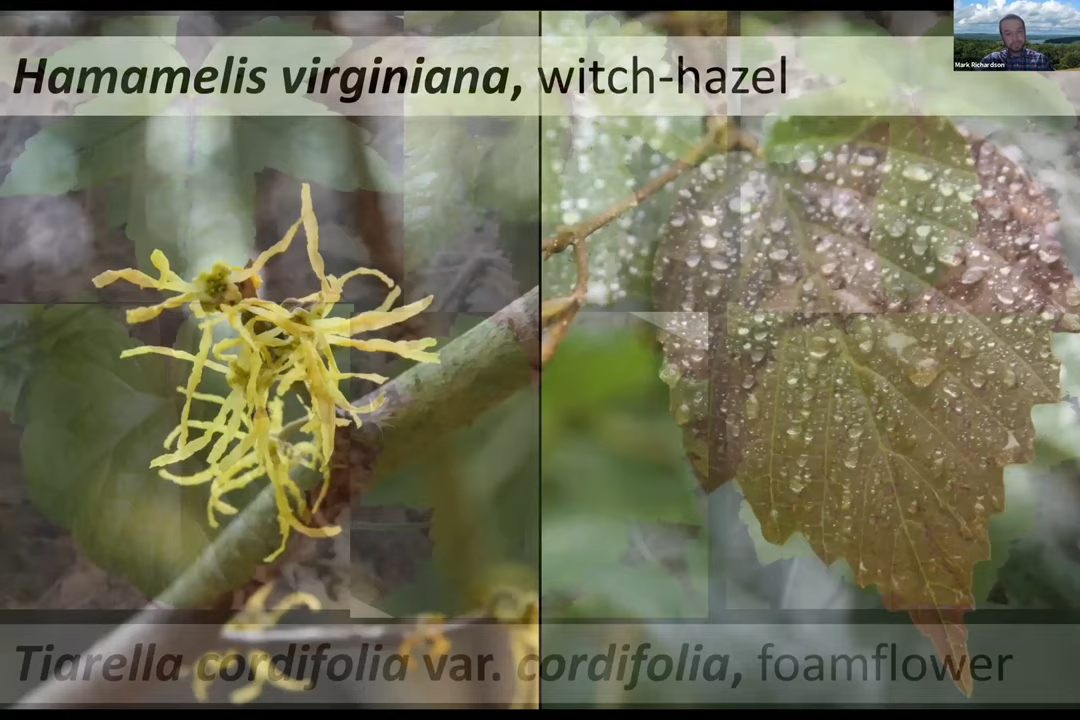 Hamamelis virginiana, witch-hazel
Mark Richardson
Tiarella cordifolia var. cordifolia, foamflower